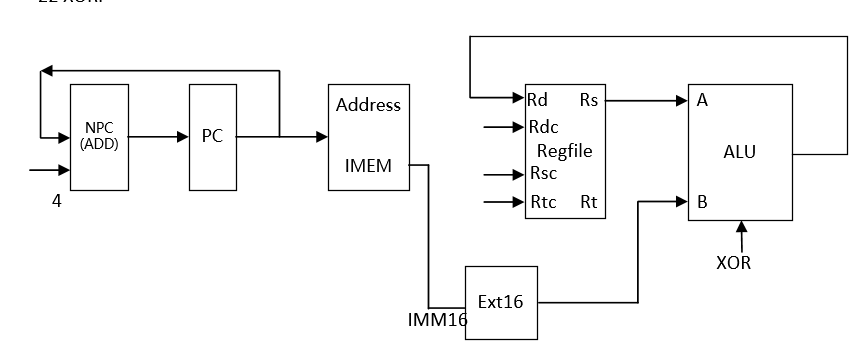 NPC
(ADD)
4
PC
Address
IMEM
Rd Rs
Rdc
Regfile
Rsc
Rtc Rt
A
ALU
B
XOR
IMM16
Ext16